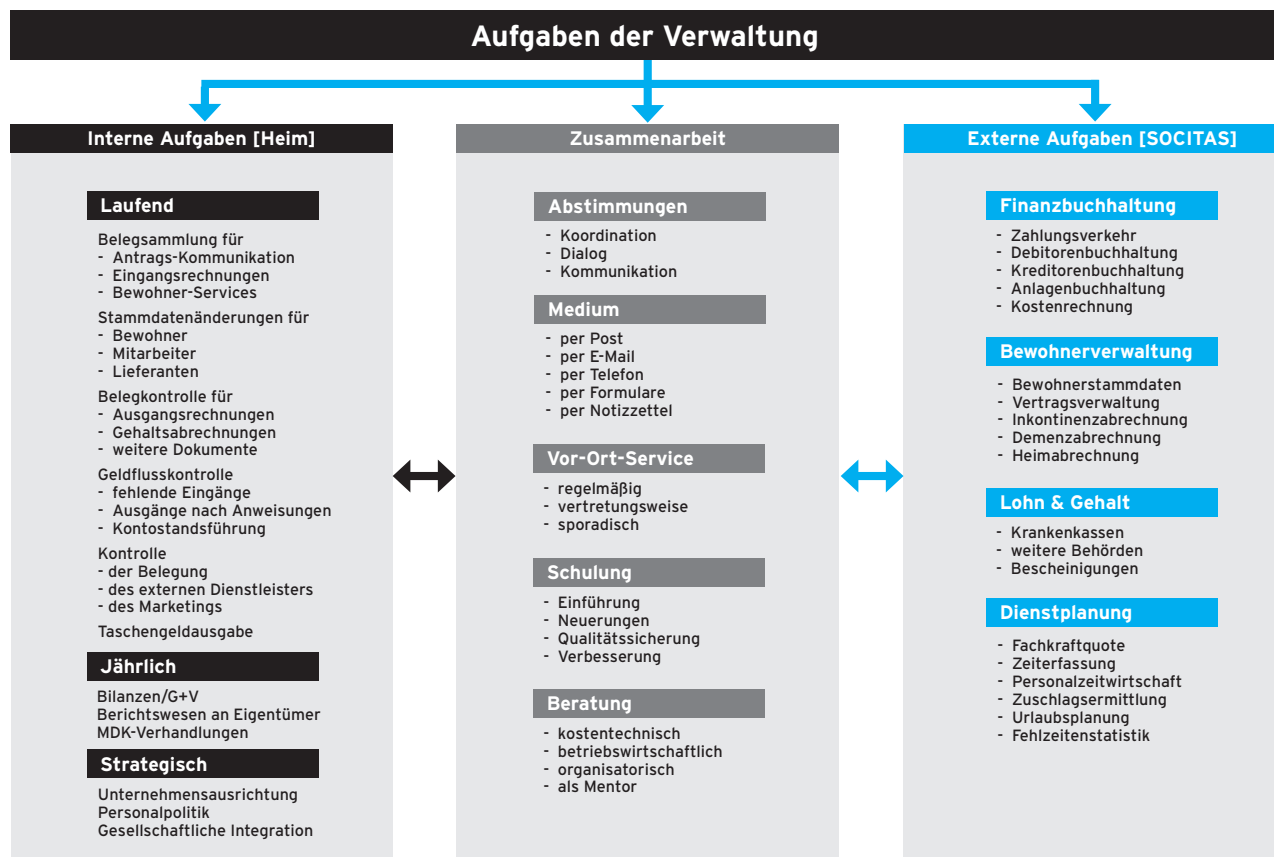 Aufgaben der Verwaltung
Interne Aufgaben [Heim]
Laufend
Belegsammlung für
- Antrags-Kommunikation
- Eingangsrechnungen
- Bewohner-Services
Stammdatenänderungen für
- Bewohner
- Mitarbeiter
- Lieferanten
Belegkontrolle für
- Ausgangsrechnungen
- Gehaltsabrechnungen
- weitere Dokumente
Geldflusskontrolle
- fehlende Eingänge
- Ausgänge nach Anweisungen
- Kontostandsführung
Kontrolle
- der Belegung
- des externen Dienstleisters
- des Marketings
Taschengeldausgabe
Jährlich
Bilanzen/G+V
Berichtswesen an Eigentümer
MDK-Verhandlungen
Strategisch
Unternehmensausrichtung
Personalpolitik
Gesellschaftliche Integration
Zusammenarbeit
Abstimmungen
- Koordination
- Dialog
- Kommunikation
Medium
- per Post
- per E-Mail
- per Telefon
- per Formulare
- per Notizzettel
Vor-Ort-Service
- regelmäßig
- vertretungsweise
- sporadisch
Schulung
- Einführung
- Neuerungen
- Qualitätssicherung
- Verbesserung
Beratung
- kostentechnisch
- betriebswirtschaftlich
- organisatorisch
- als Mentor
Externe Aufgaben [SOCITAS]
Finanzbuchhaltung
- Zahlungsverkehr
- Debitorenbuchhaltung
- Kreditorenbuchhaltung
- Anlagenbuchhaltung
- Kostenrechnung
Bewohnerverwaltung
- Bewohnerstammdaten
- Vertragsverwaltung
- Inkontinenzabrechnung
- Demenzabrechnung
- Heimabrechnung
Lohn & Gehalt
- Krankenkassen
- weitere Behörden
- Bescheinigungen
Dienstplanung
- Fachkraftquote
- Zeiterfassung
- Personalzeitwirtschaft
- Zuschlagsermittlung
- Urlaubsplanung
- Fehlzeitenstatistik